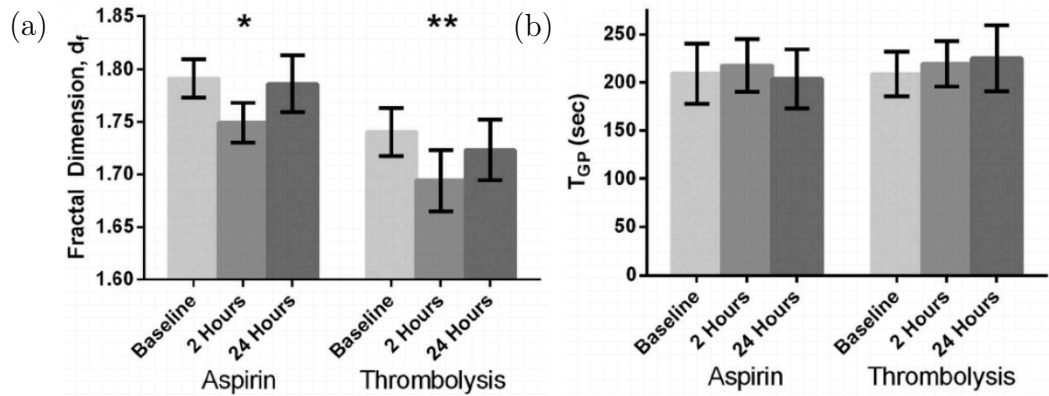 (a)
Fractal Dimension, d_f
1.85
1.80
1.75
1.70
1.65
1.60
*
**
Baseline
2 Hours
24 Hours
Baseline
2 Hours
24 Hours
Aspirin
Thrombolysis
(b)
T_GP (sec)
250
200
150
100
50
0
Baseline
2 Hours
24 Hours
Baseline
2 Hours
24 Hours
Aspirin
Thrombolysis